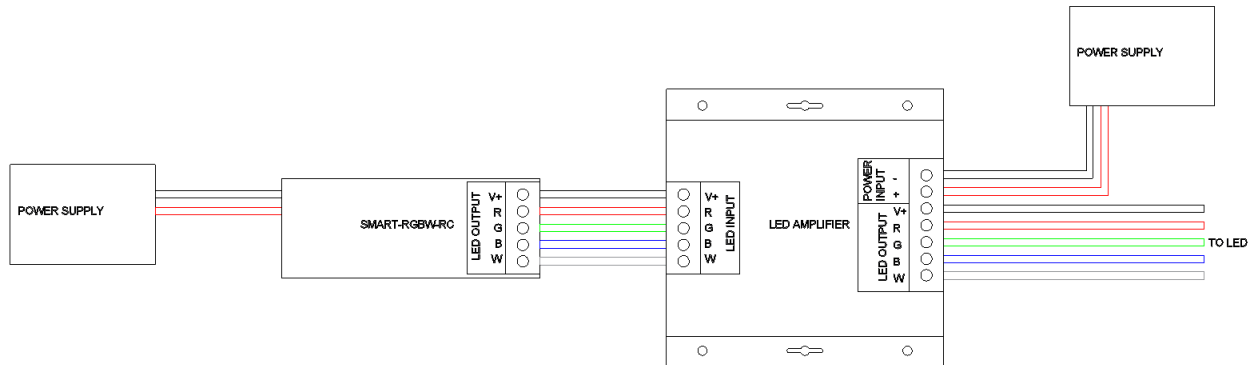 POWER SUPPLY
SMART-RGBW-RC
LED OUTPUT
V+
R
G
B
W
V+
R
G
B
W
LED INPUT
LED AMPLIFIER
POWER
INPUT
-
+
LED OUTPUT
V+
R
G
B
W
POWER SUPPLY
TO LED